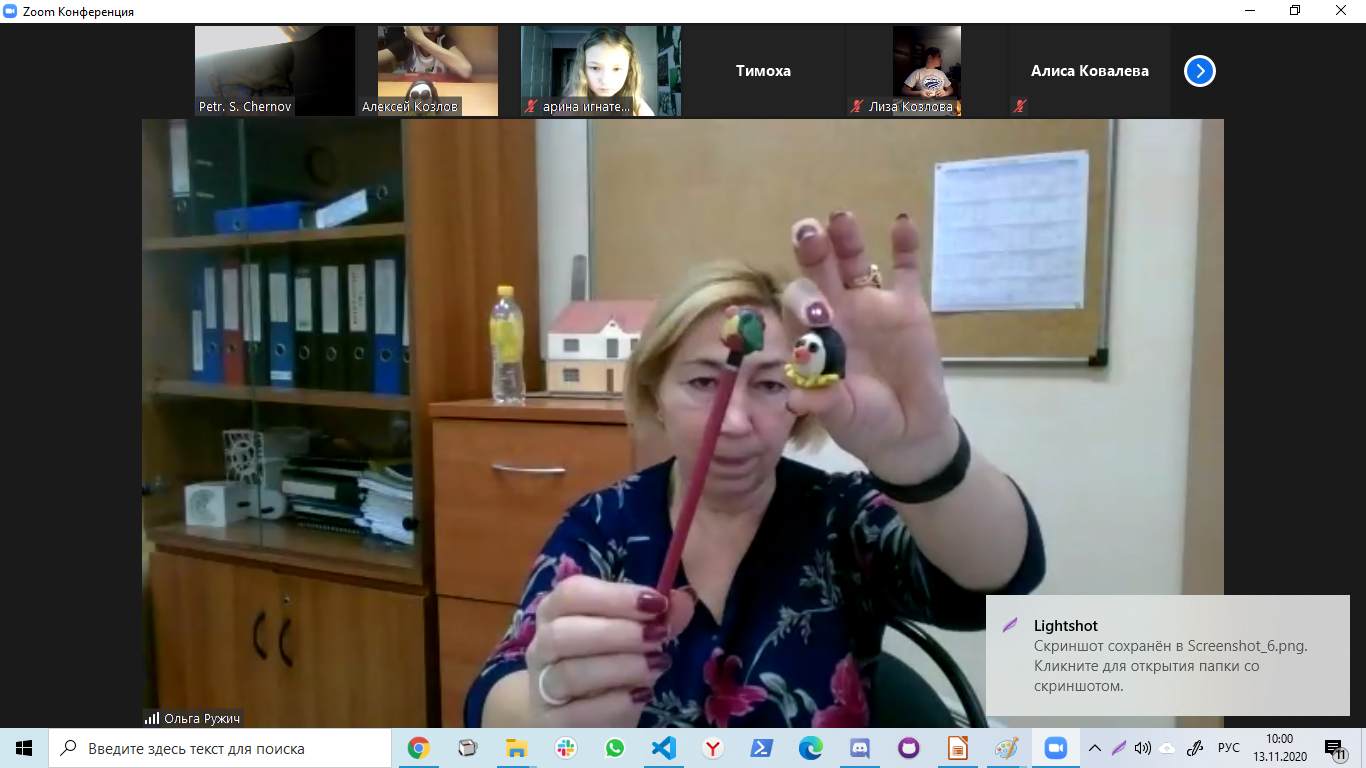 Zoom Конференция
Petr. S. Chernov
Алексей Козлов
арина игнате...
Тимоха
Лиза Козлова
Алиса Ковалева
Ольга Ружич
Lightshot
Скриншот сохранён в Screenshot_6.png.
Кликните для открытия папки со
скриншотом.
Введите здесь текст для поиска
РУС
10:00
13.11.2020
11